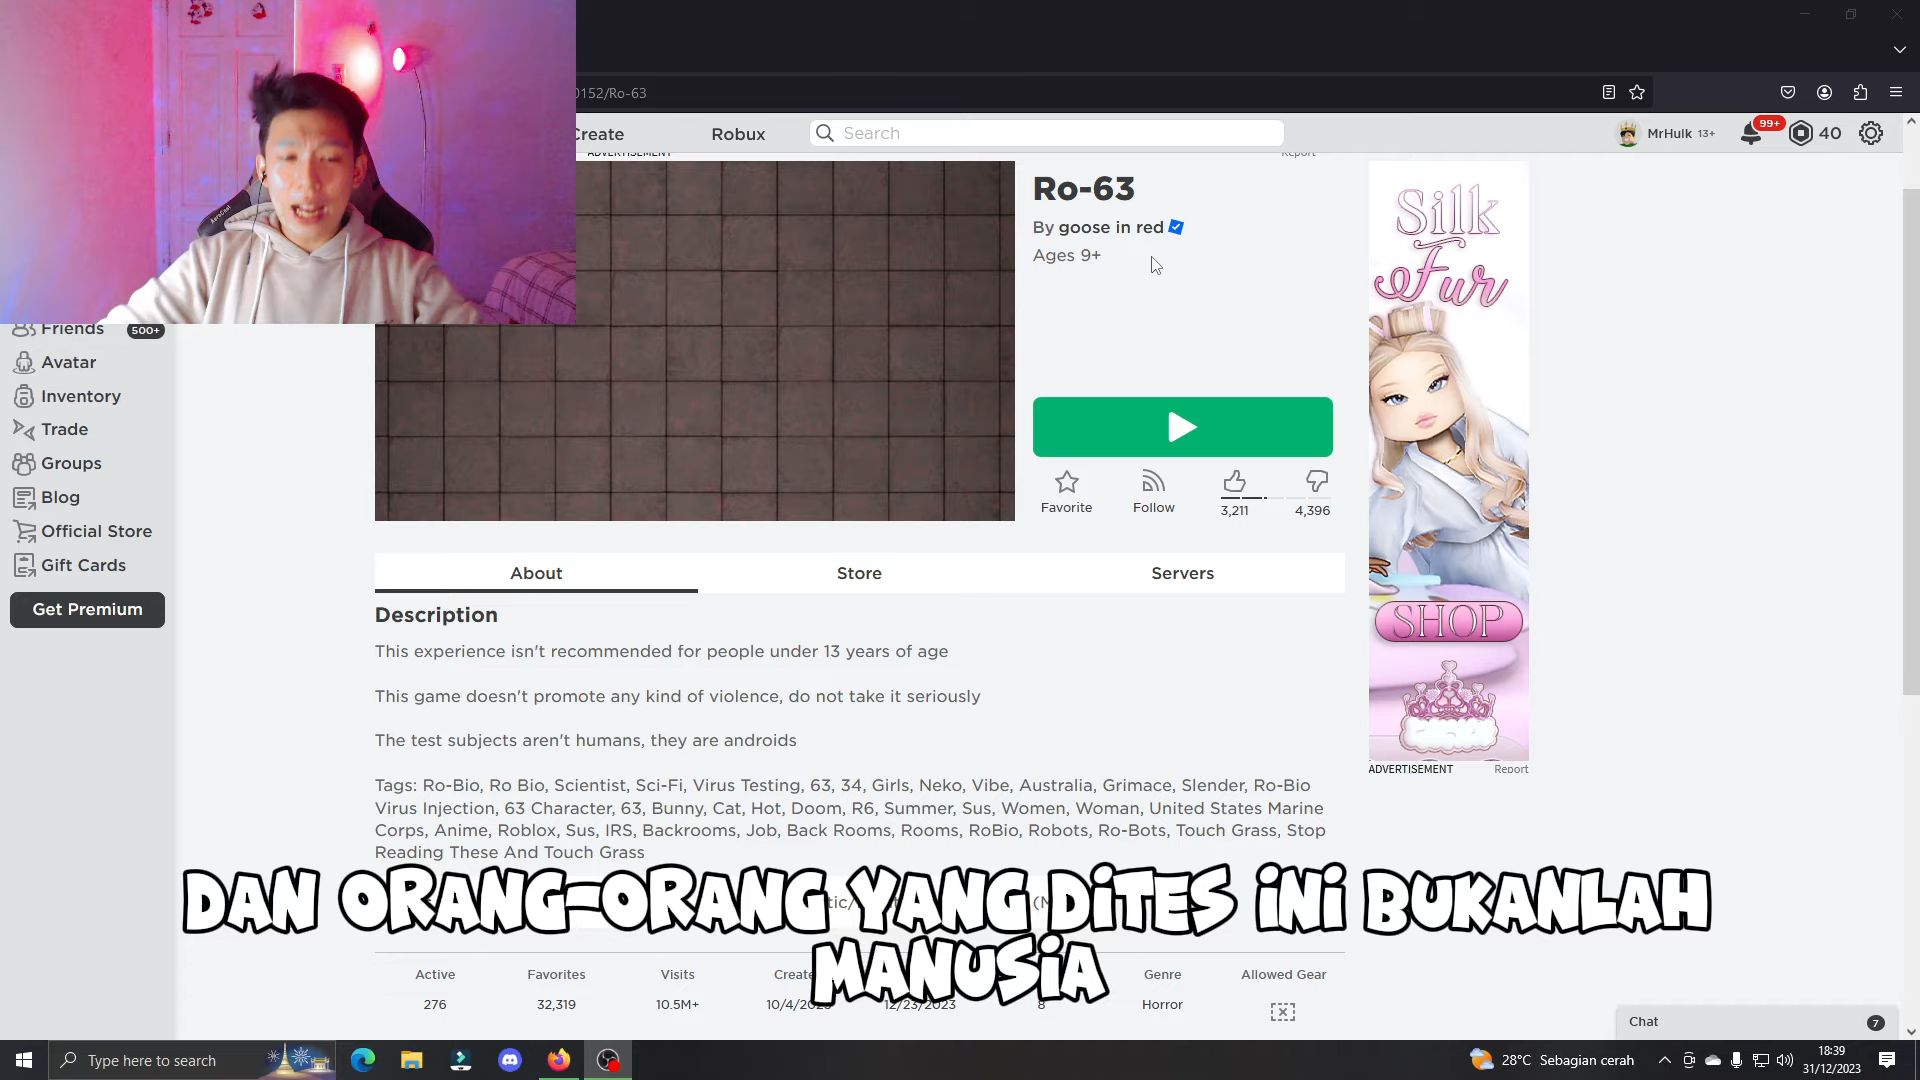 0152/Ro-63
Create
Robux
Search
MrHulk 13+
99+
40
ADVERTISEMENT
Report
Ro-63
By goose in red
Ages 9+
Friends
500+
Avatar
Inventory
Trade
Groups
Blog
Official Store
Gift Cards
Get Premium
Favorite
Follow
3,211
4,396
About
Store
Servers
Description
This experience isn't recommended for people under 13 years of age
This game doesn't promote any kind of violence, do not take it seriously
The test subjects aren't humans, they are androids
Tags: Ro-Bio, Ro Bio, Scientist, Sci-Fi, Virus Testing, 63, 34, Girls, Neko, Vibe, Australia, Grimace, Slender, Ro-Bio
Virus Injection, 63 Character, 63, Bunny, Cat, Hot, Doom, R6, Summer, Sus, Women, Woman, United States Marine
Corps, Anime, Roblox, Sus, IRS, Backrooms, Job, Back Rooms, Rooms, RoBio, Robots, Ro-Bots, Touch Grass, Stop
Reading These And Touch Grass
DAN ORANG-ORANG YANG DITES INI BUKANLAH
MANUSIA
Active
Favorites
Visits
Genre
Allowed Gear
276
32,319
10.5M+
12/23/2023
8
Horror
Silk
Fur
SHOP
ADVERTISEMENT
Report
Chat
7
Type here to search
28°C Sebagian cerah
18:39
31/12/2023